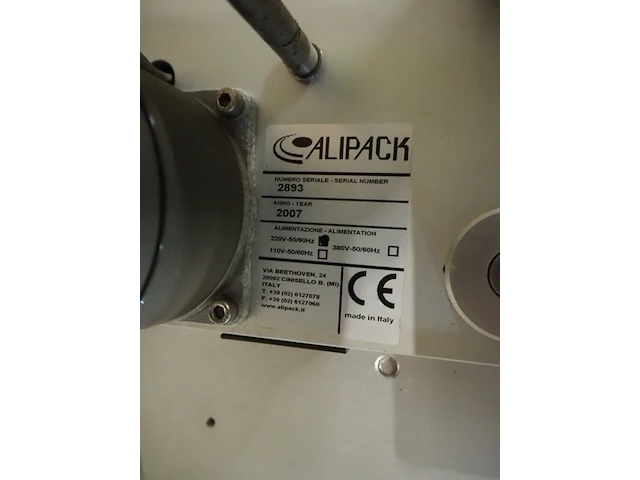 ALIPACK
NUMERO SERIALE - SERIAL NUMBER
2893
ANNO - YEAR
2007
ALIMENTAZIONE - ALIMENTATION
220V-50/60Hz 380V-50/60Hz
110V-50/60Hz
VIA BEETHOVEN, 24
20092 CINISELLO B. (MI)
ITALY
T. +39 (02) 6127078
F. +39 (02) 6127060
www.alipack.it
CE
made in Italy